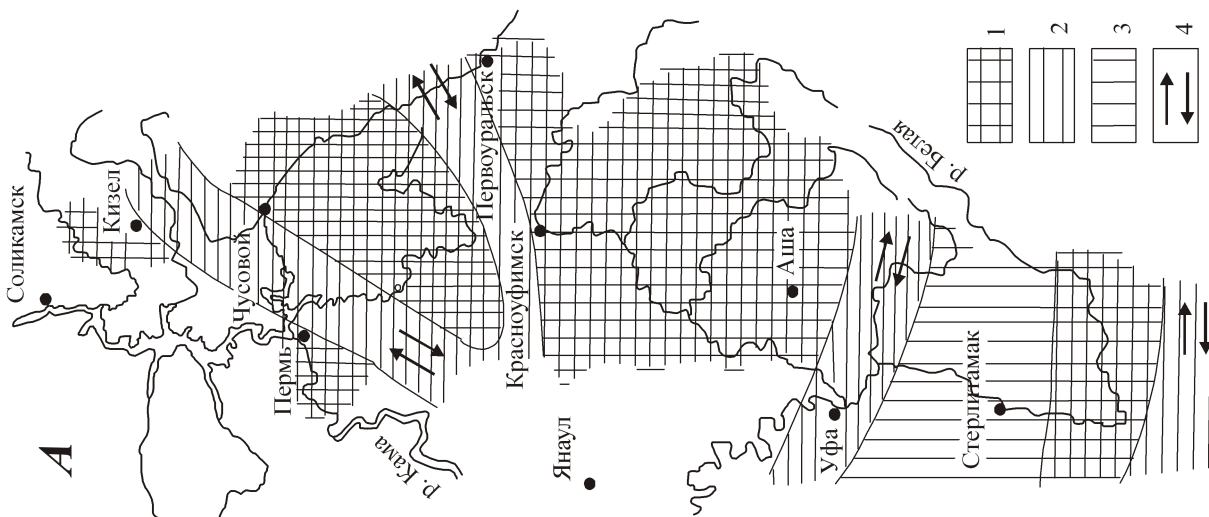 А
Соликамск
Кизел
Чусовой
Пермь
р. Кама
Первоуральск
Красноуфимск
Янаул
Аша
Уфа
Стерлитамак
р. Белая
1
2
3
4